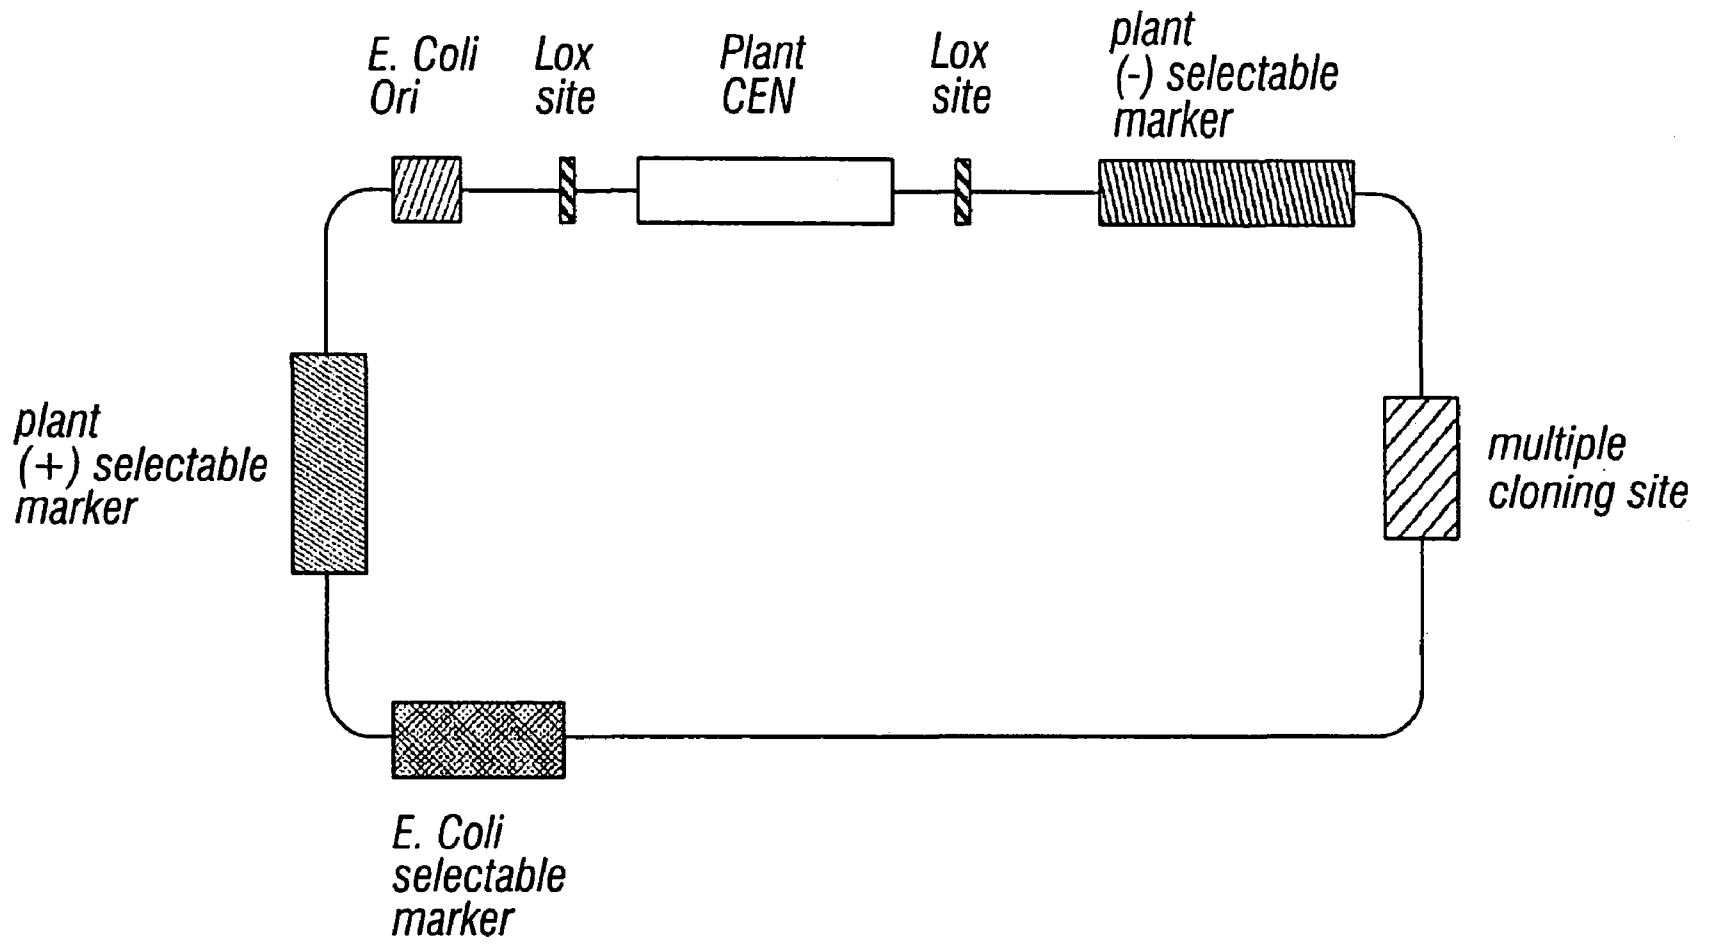 E. Coli
Ori
Lox
site
Plant
CEN
Lox
site
plant
(-) selectable
marker
plant
(+) selectable
marker
multiple
cloning site
E. Coli
selectable
marker